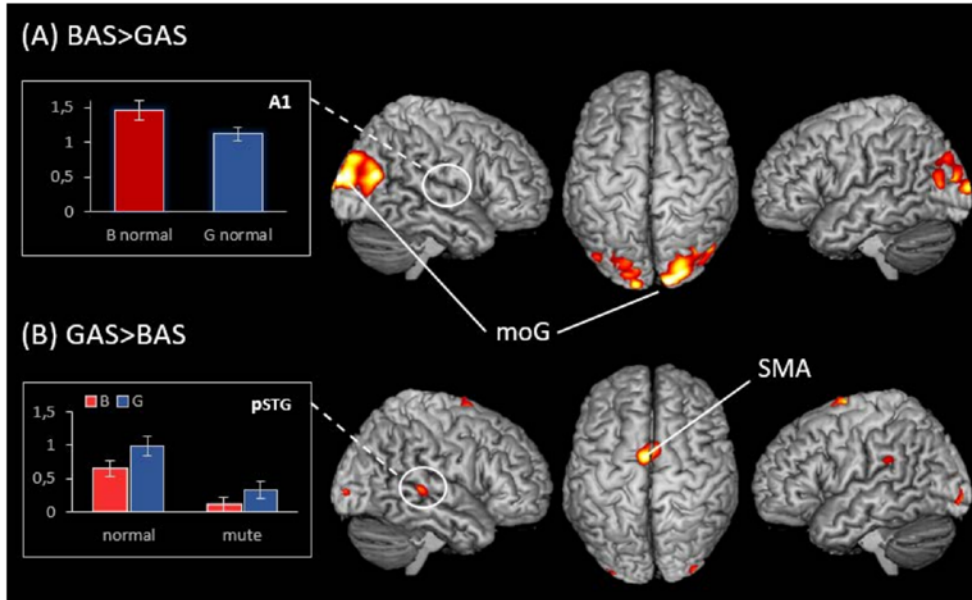 (A) BAS>GAS
A1
1,5
1
0,5
0
B normal G normal
moG
(B) GAS>BAS
B G
pSTG
1,5
1
0,5
0
normal mute
SMA